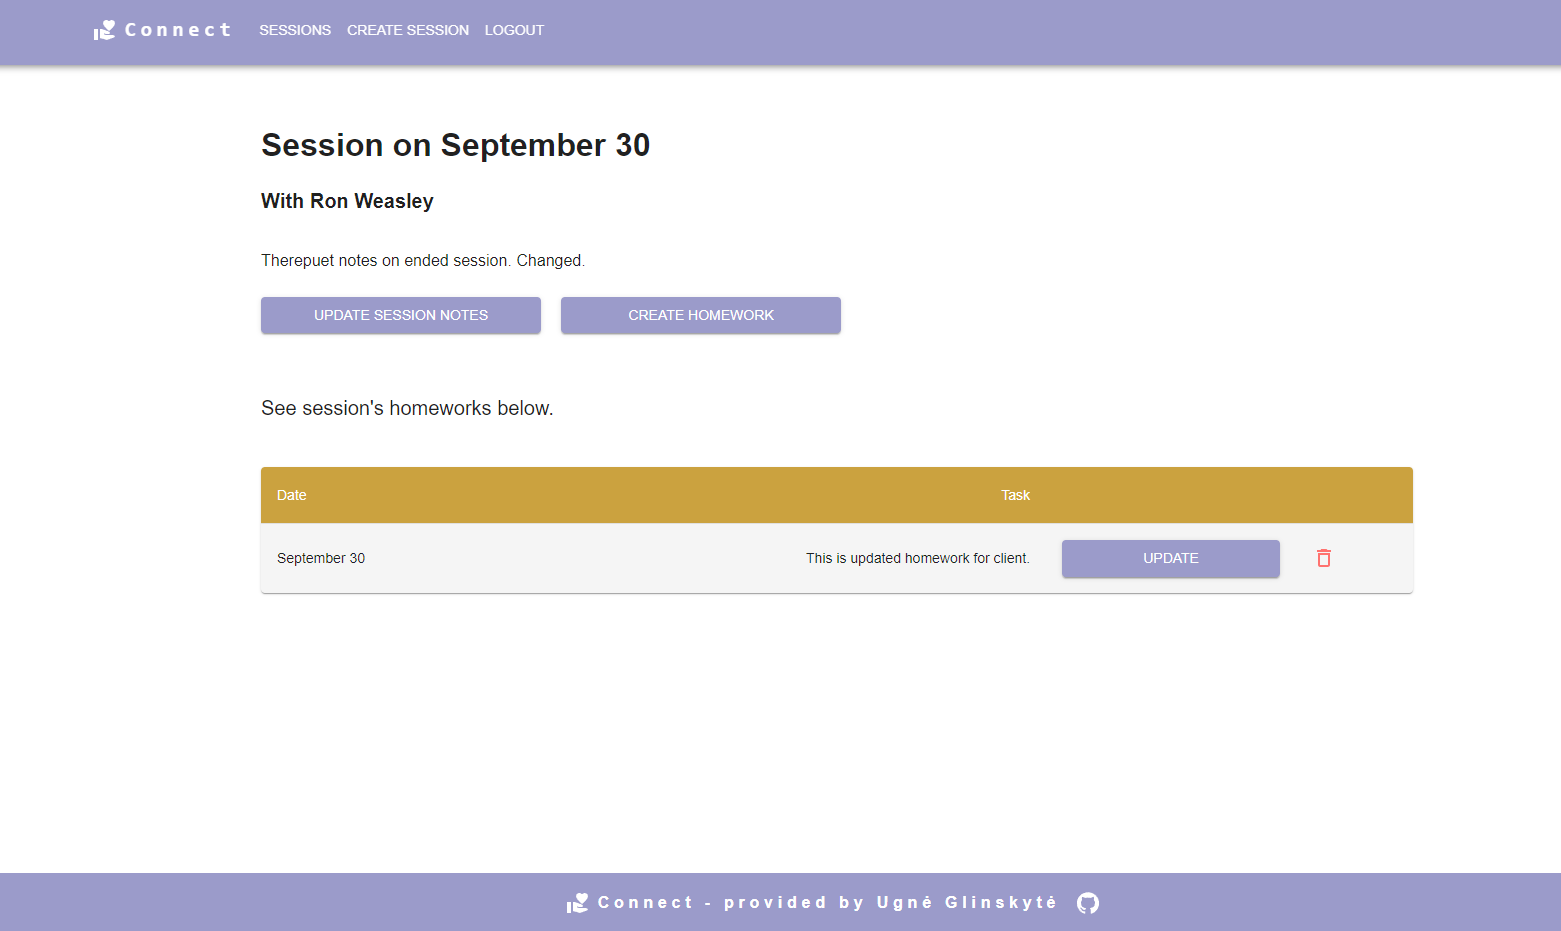 Connect SESSIONS CREATE SESSION LOGOUT
Session on September 30
With Ron Weasley
Therepuet notes on ended session. Changed.
UPDATE SESSION NOTES CREATE HOMEWORK
See session's homeworks below.
Date Task
September 30 This is updated homework for client. UPDATE
Connect - provided by Ugnė Glinskytė